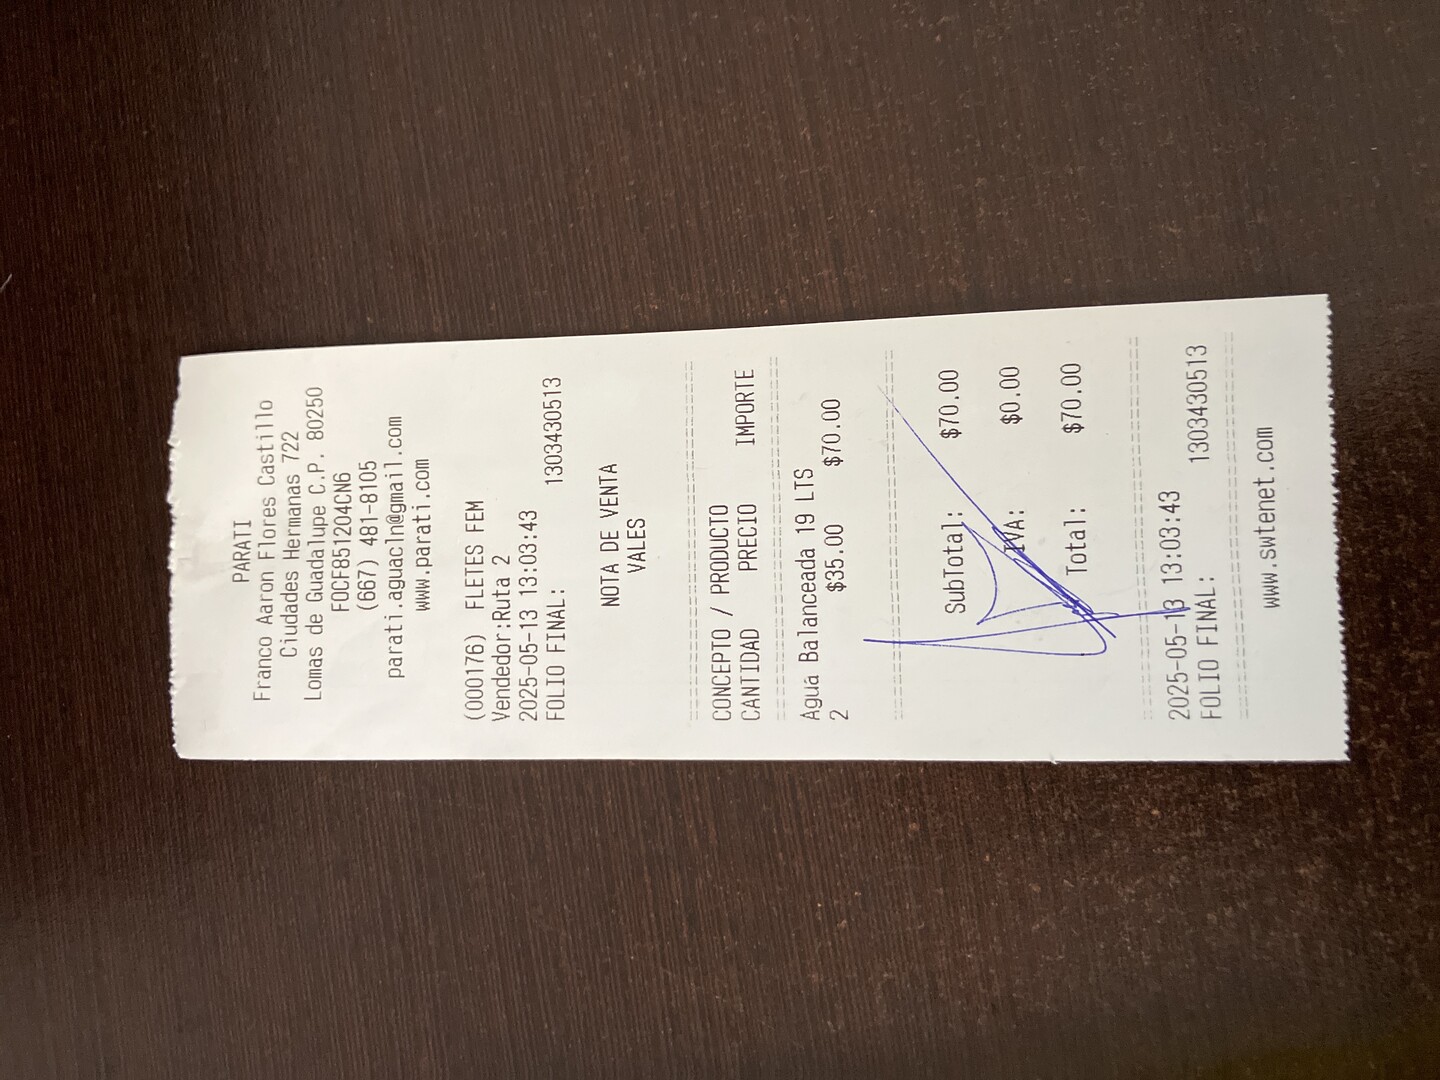 PARATI
Franco Aaron Flores Castillo
Ciudades Hermanas 722
Lomas de Guadalupe C.P. 80250
FOCF851204CN6
(667) 481-8105
parati.aguacln@gmail.com
www.parati.com
(000176) FLETES FEM
Vendedor:Ruta 2
2025-05-13 13:03:43
FOLIO FINAL: 1303430513
NOTA DE VENTA
VALES
CONCEPTO / PRODUCTO
CANTIDAD PRECIO IMPORTE
Agua Balanceada 19 LTS
2 $35.00 $70.00
SubTotal: $70.00
IVA: $0.00
Total: $70.00
2025-05-13 13:03:43
FOLIO FINAL: 1303430513
www.swtenet.com